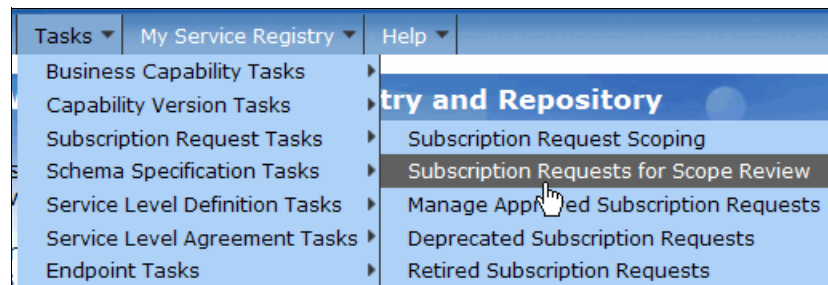 Tasks My Service Registry Help
Business Capability Tasks
Capability Version Tasks
try and Repository
Subscription Request Tasks
Subscription Request Scoping
Schema Specification Tasks
Subscription Requests for Scope Review
Service Level Definition Tasks
Manage Approved Subscription Requests
Service Level Agreement Tasks
Deprecated Subscription Requests
Endpoint Tasks
Retired Subscription Requests